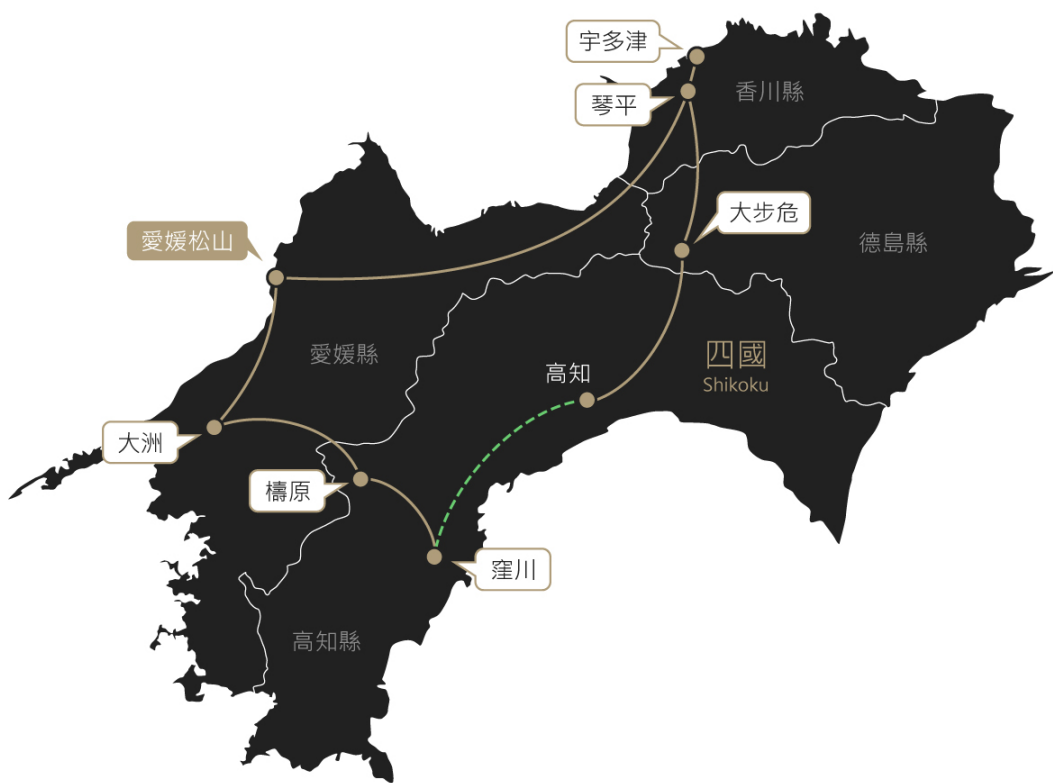 宇多津
琴平
香川縣
大步危
德島縣
愛媛松山
愛媛縣
四國
Shikoku
高知
大洲
檮原
窪川
高知縣